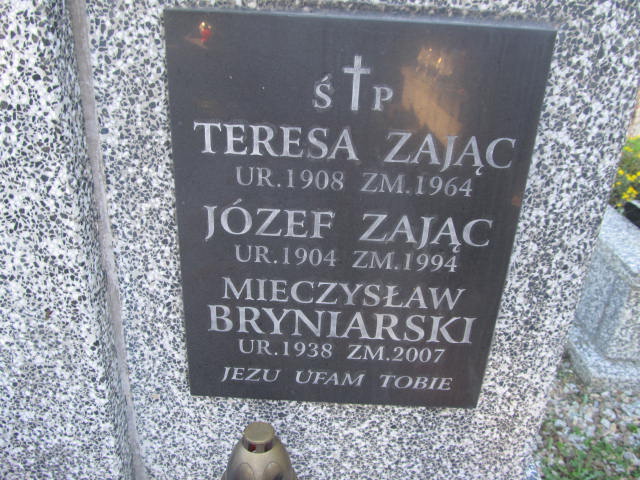 Ś P
TERESA ZAJĄC
UR.1908 ZM.1964
JÓZEF ZAJĄC
UR.1904 ZM.1994
MIECZYSŁAW
BRYNIARSKI
UR.1938 ZM.2007
JEZU UFAM TOBIE